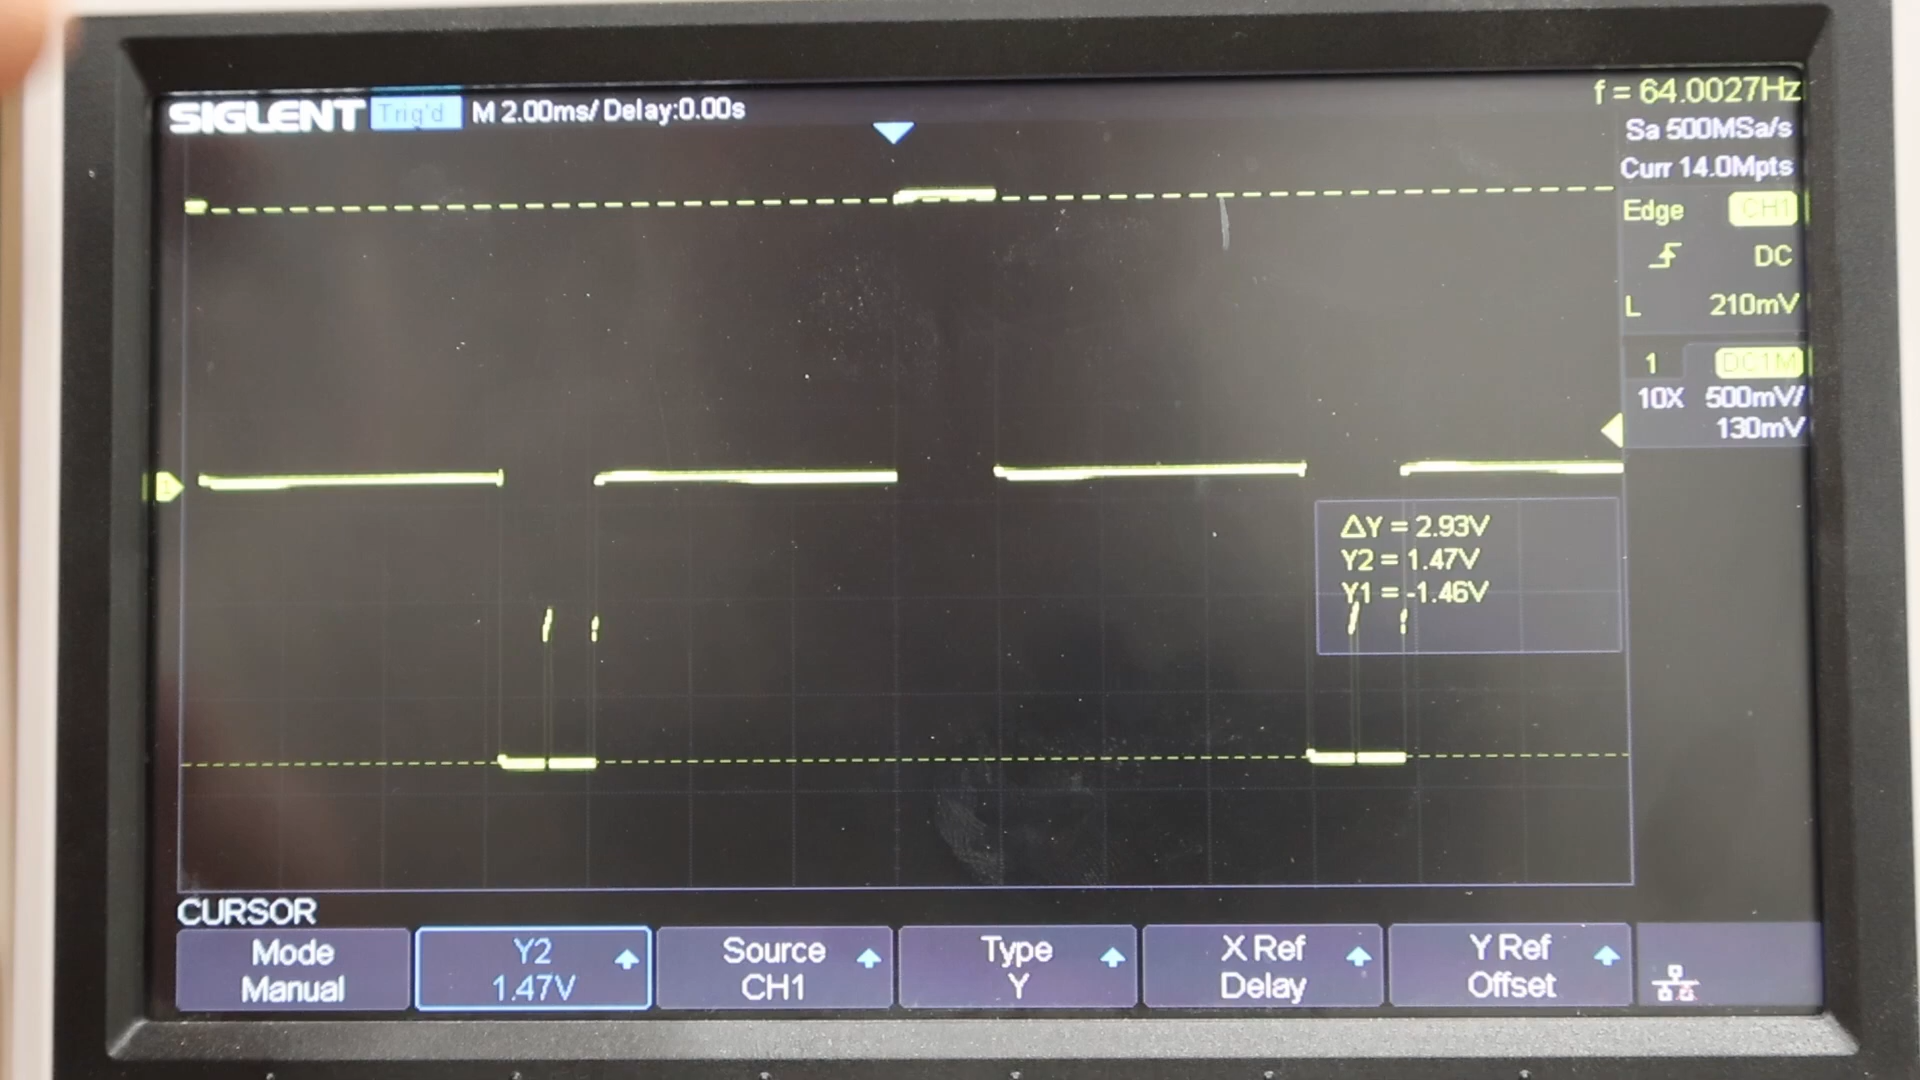 SIGLENT Trig'd M 2.00ms/ Delay:0.00s
f = 64.0027Hz
Sa 500MSa/s
Curr 14.0Mpts
Edge CH1
DC
L 210mV
1 DC1M
10X 500mV/
130mV
ΔY = 2.93V
Y2 = 1.47V
Y1 = -1.46V
CURSOR
Mode
Manual
Y2
1.47V
Source
CH1
Type
Y
X Ref
Delay
Y Ref
Offset